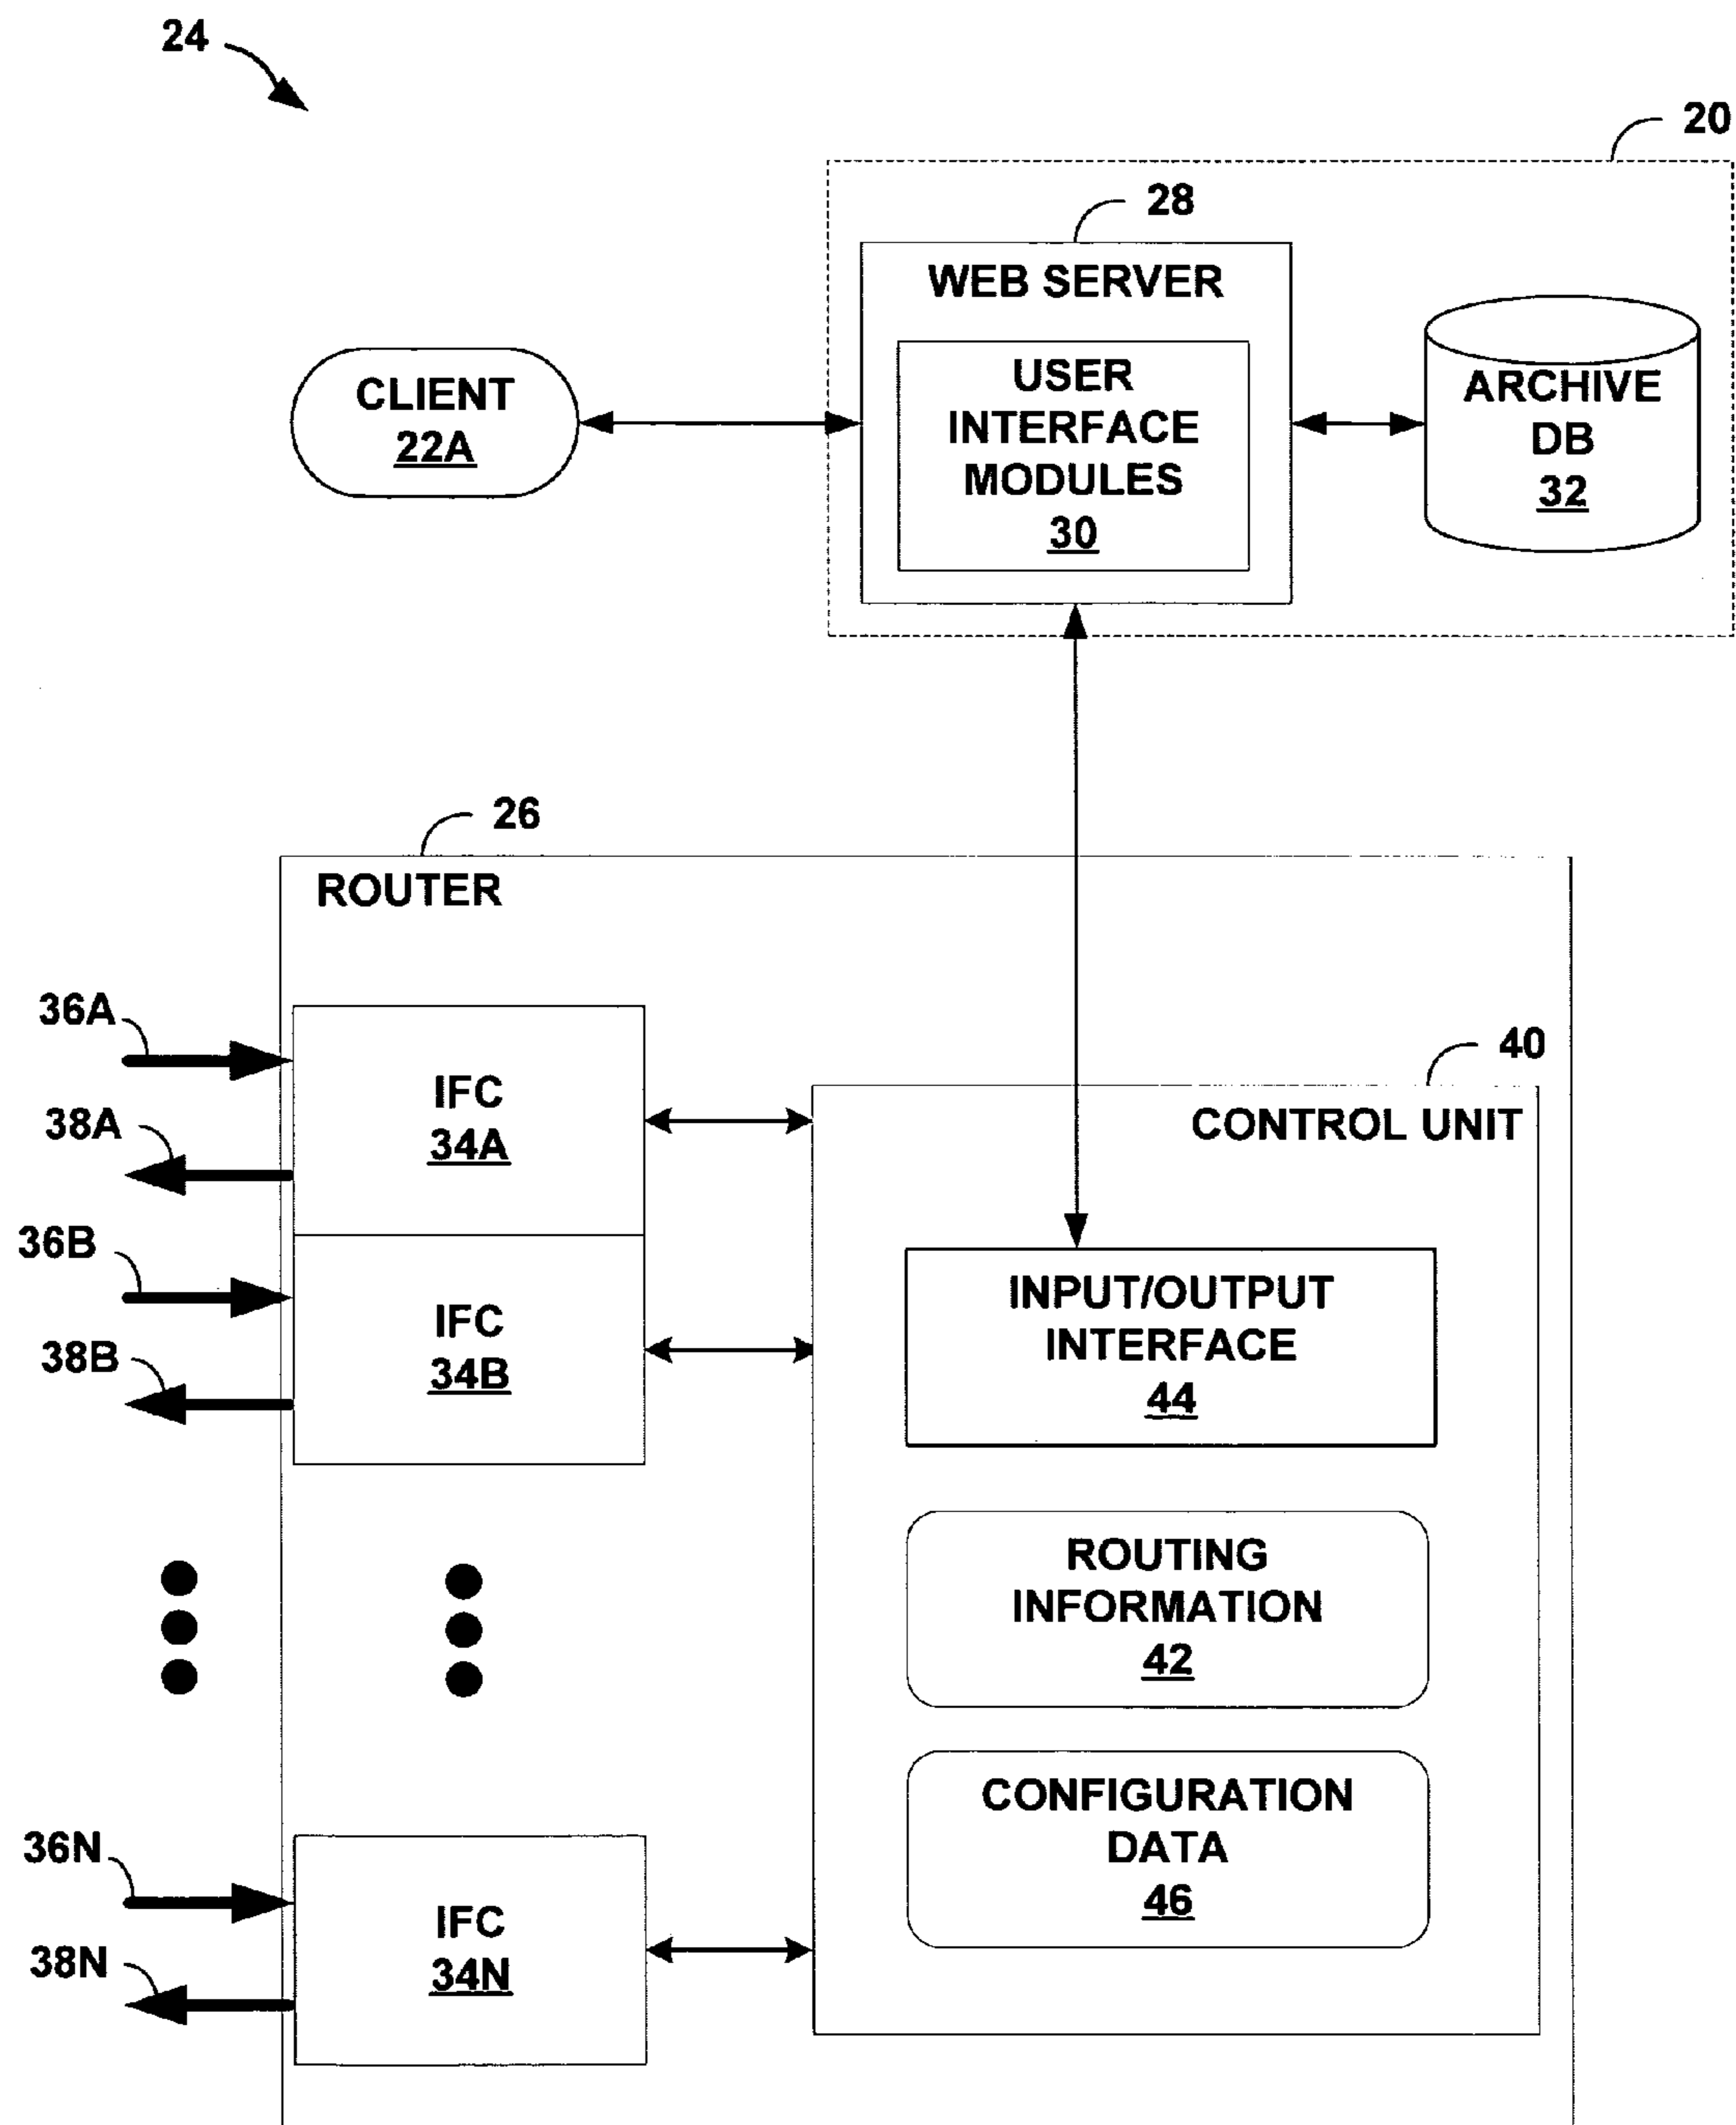 24
20
28
WEB SERVER
USER
INTERFACE
MODULES
30
CLIENT
22A
ARCHIVE
DB
32
26
ROUTER
36A
38A
IFC
34A
40
CONTROL UNIT
36B
38B
IFC
34B
INPUT/OUTPUT
INTERFACE
44
ROUTING
INFORMATION
42
CONFIGURATION
DATA
46
36N
38N
IFC
34N